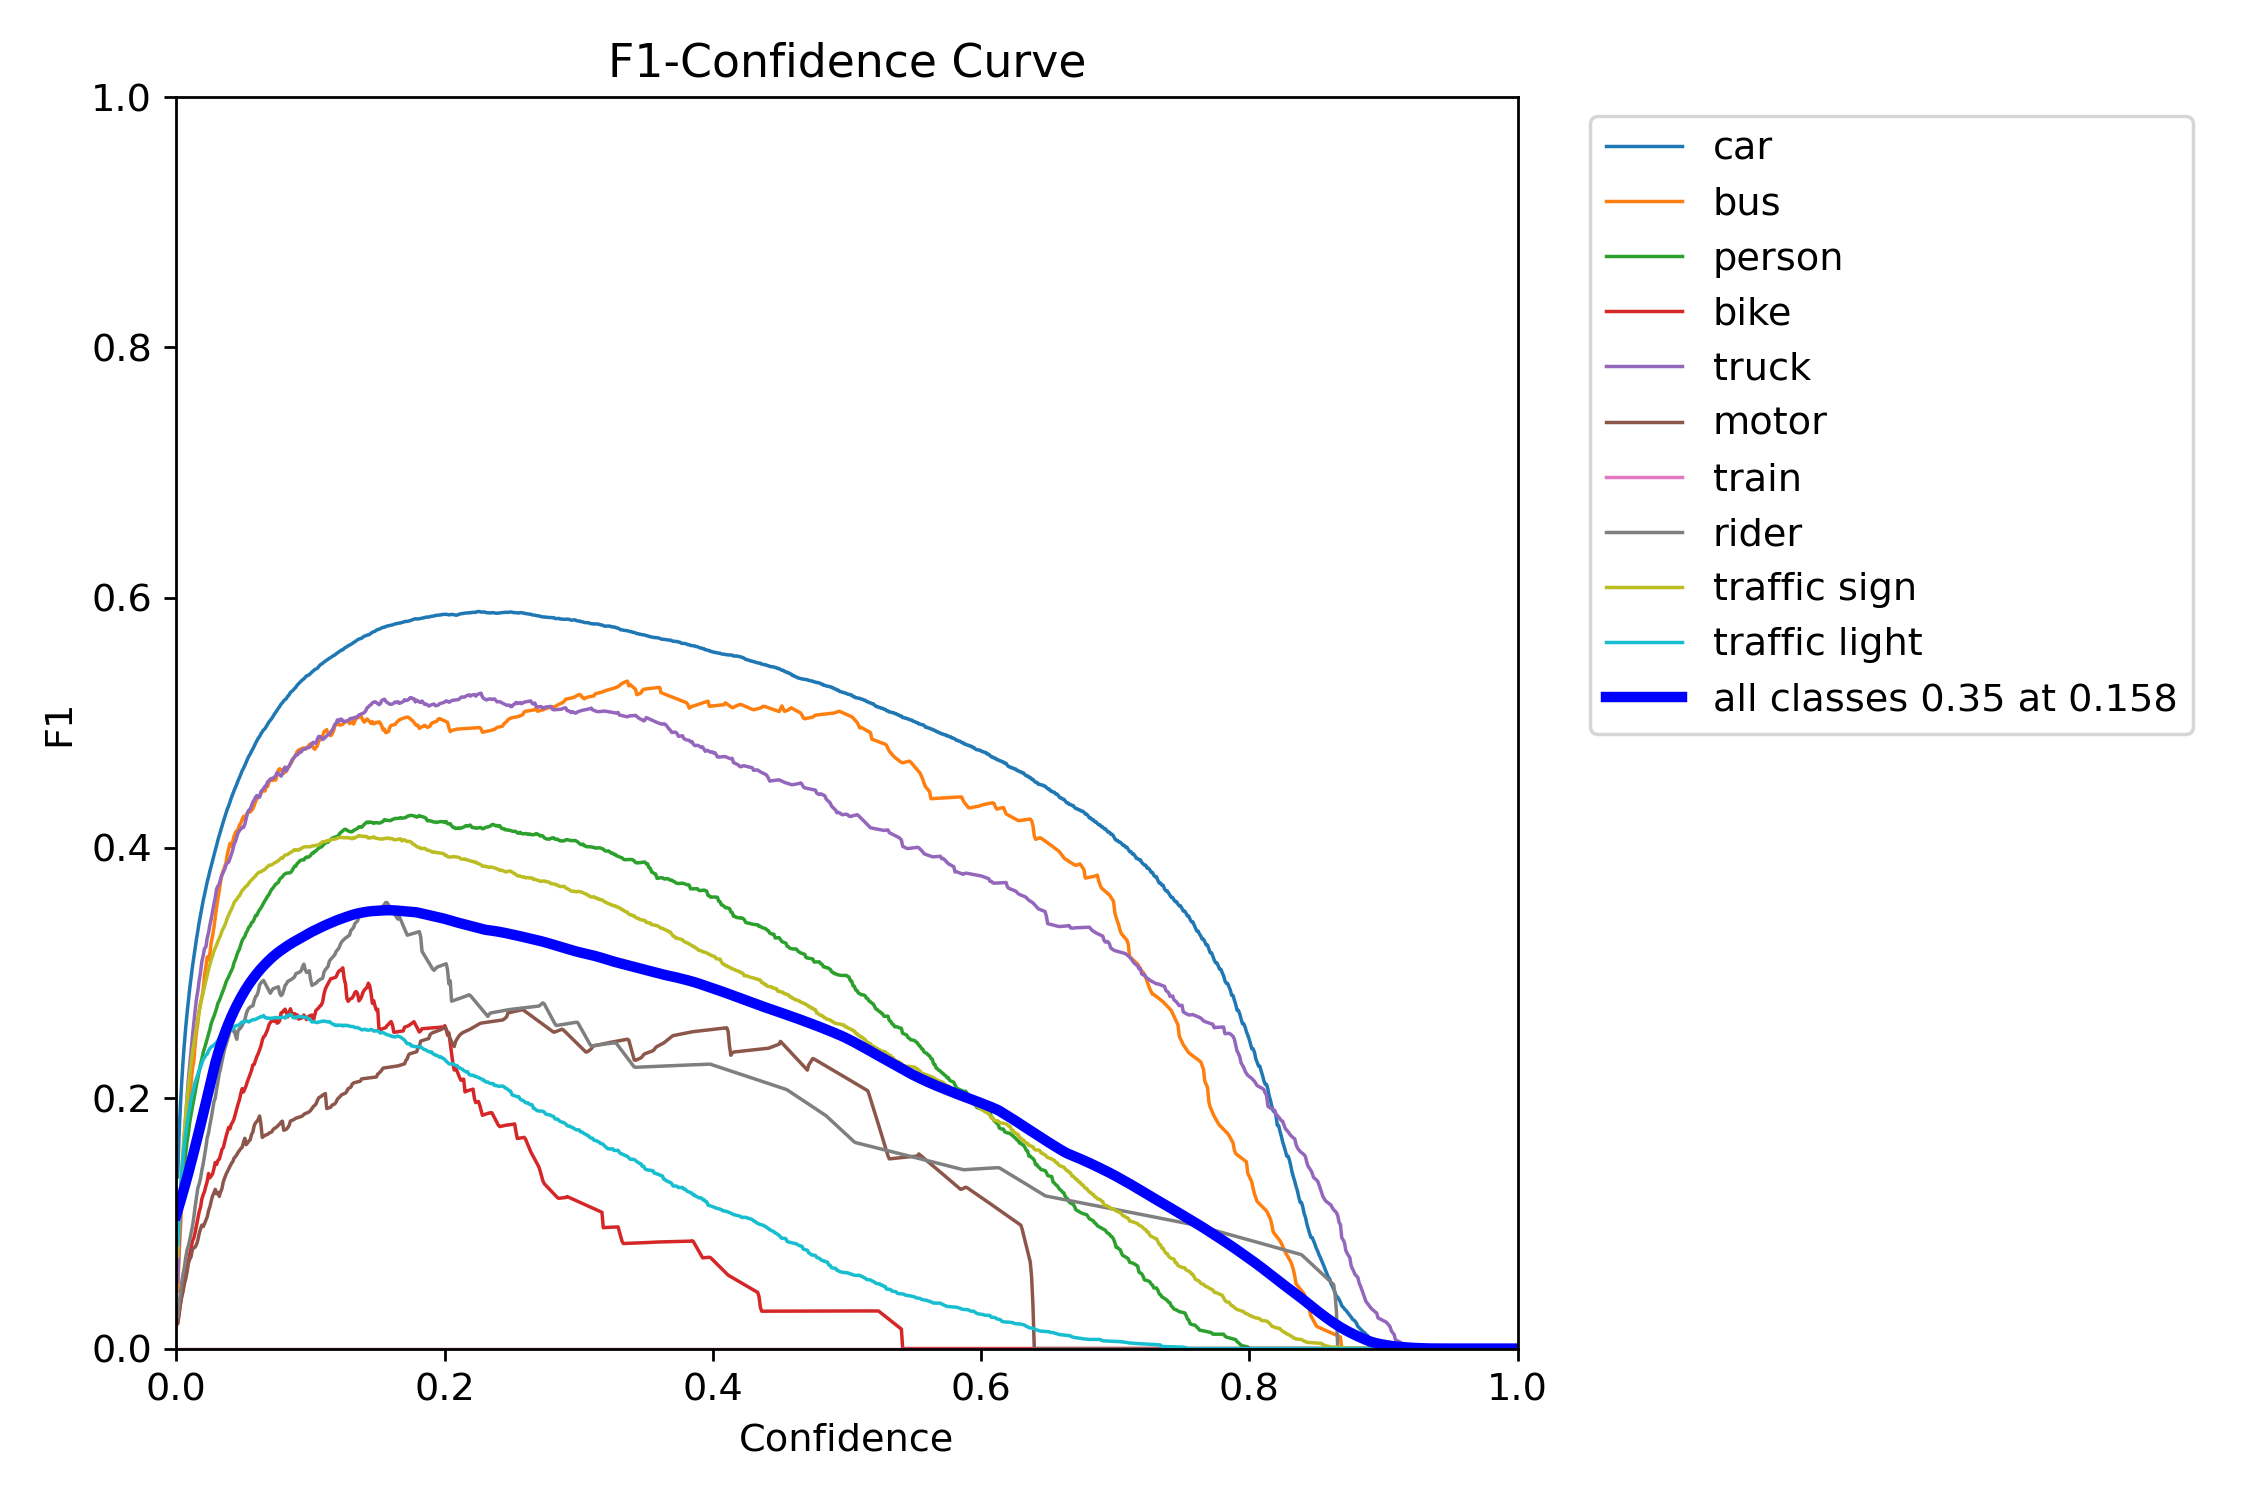 F1-Confidence Curve
1.0
0.8
0.6
0.4
0.2
0.0
F1
0.0 0.2 0.4 0.6 0.8 1.0
Confidence
car
bus
person
bike
truck
motor
train
rider
traffic sign
traffic light
all classes 0.35 at 0.158